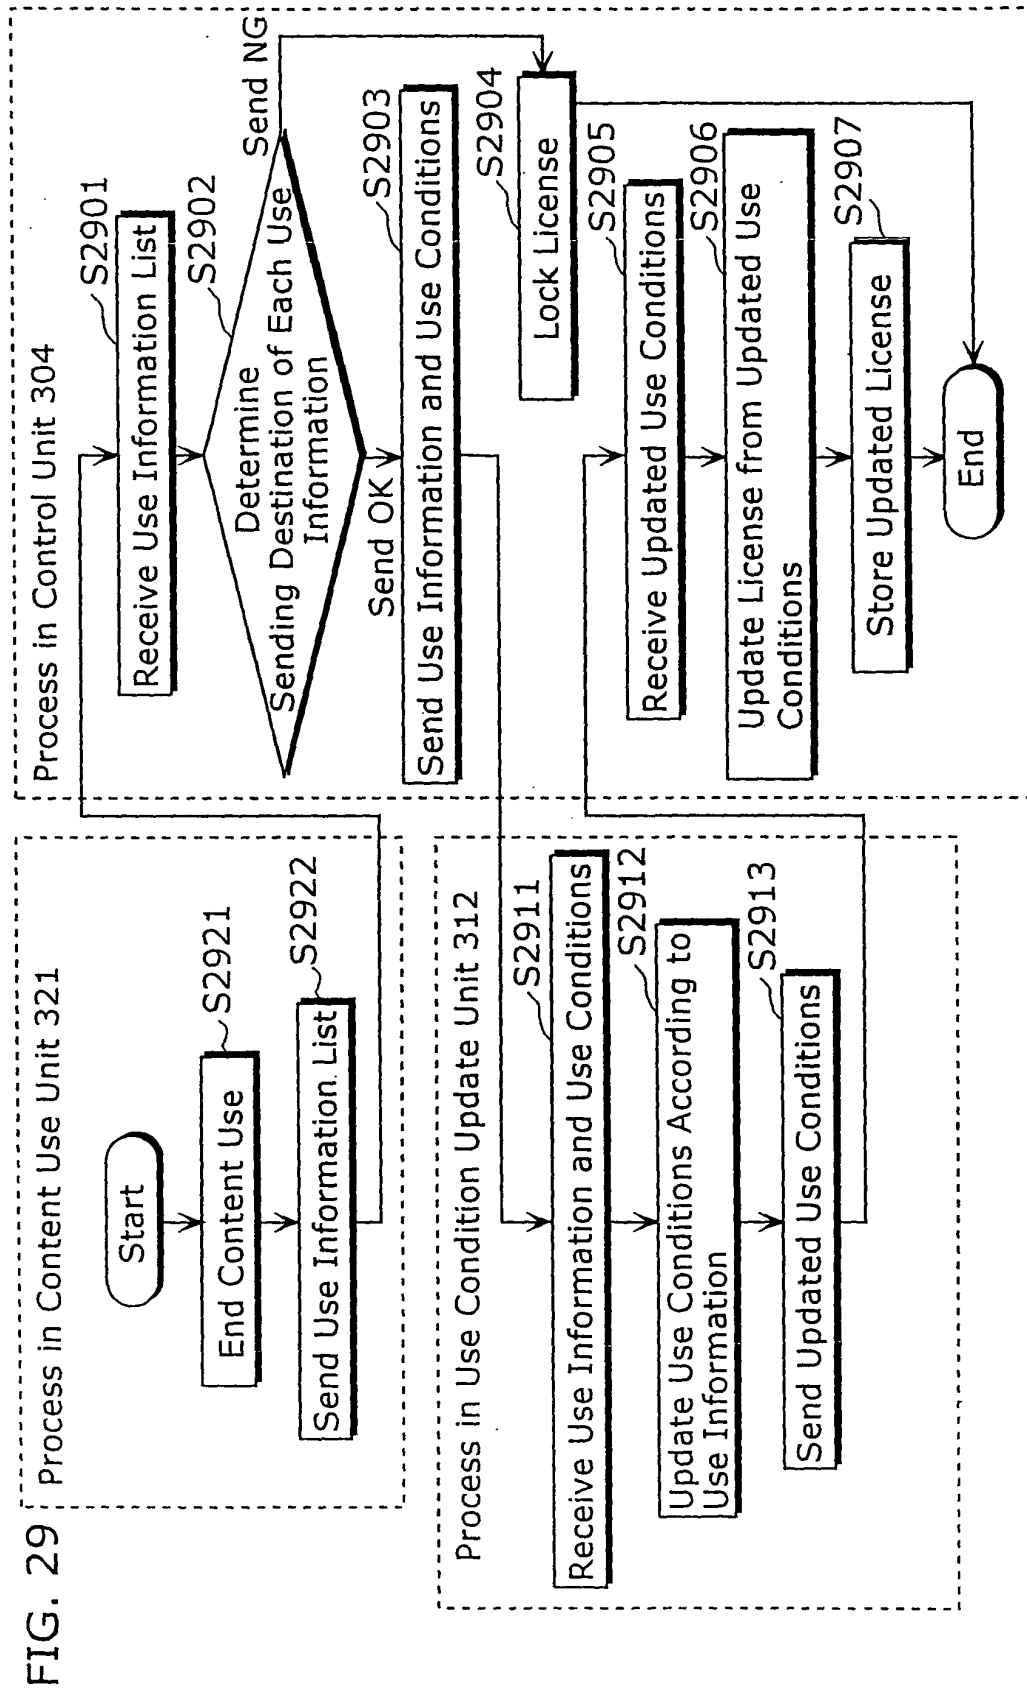 FIG. 29
Process in Content Use Unit 321
Start
End Content Use
S2921
Send Use Information List
S2922
Process in Use Condition Update Unit 312
S2911
Receive Use Information and Use Conditions
S2912
Update Use Conditions According to
Use Information
S2913
Send Updated Use Conditions
Process in Control Unit 304
S2901
Receive Use Information List
S2902
Determine
Sending Destination of Each Use
Information
Send NG
Send OK
S2903
Send Use Information and Use Conditions
S2904
Lock License
S2905
Receive Updated Use Conditions
S2906
Update License from Updated Use
Conditions
S2907
Store Updated License
End